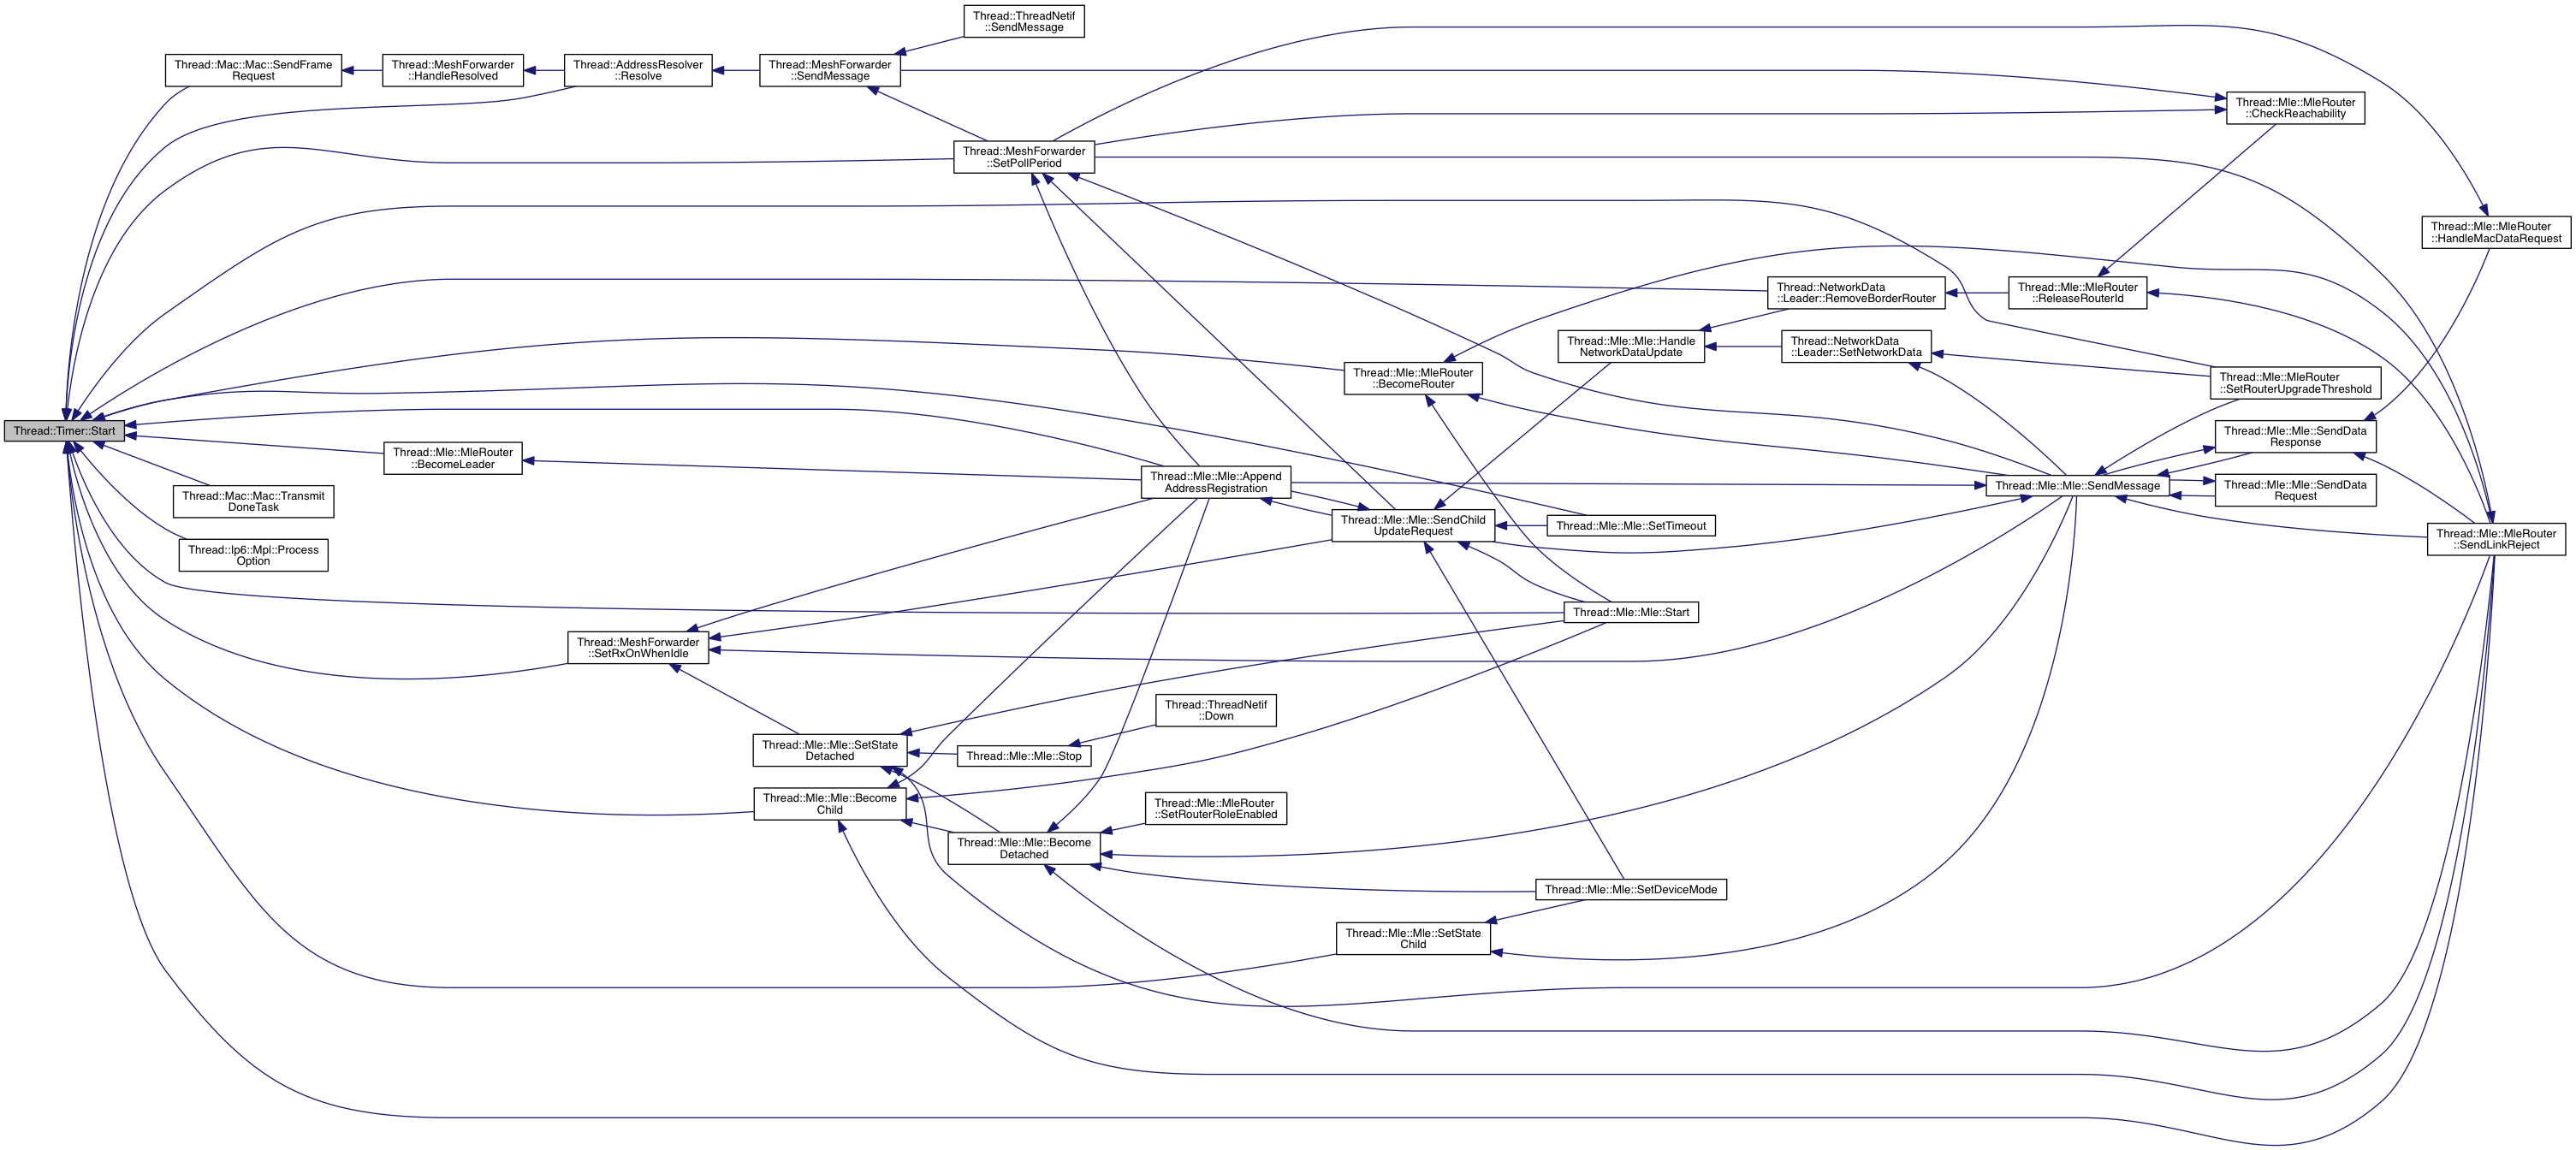 Thread::ThreadNetif
::SendMessage
Thread::Mac::Mac::SendFrame
Request
Thread::MeshForwarder
::HandleResolved
Thread::AddressResolver
::Resolve
Thread::MeshForwarder
::SendMessage
Thread::Mle::MleRouter
::CheckReachability
Thread::MeshForwarder
::SetPollPeriod
Thread::Mle::MleRouter
::HandleMacDataRequest
Thread::NetworkData
::Leader::RemoveBorderRouter
Thread::Mle::MleRouter
::ReleaseRouterId
Thread::Mle::Mle::Handle
NetworkDataUpdate
Thread::NetworkData
::Leader::SetNetworkData
Thread::Mle::MleRouter
::BecomeRouter
Thread::Mle::MleRouter
::SetRouterUpgradeThreshold
Thread::Timer::Start
Thread::Mle::Mle::SendData
Response
Thread::Mle::MleRouter
::BecomeLeader
Thread::Mle::Mle::Append
AddressRegistration
Thread::Mle::Mle::SendMessage
Thread::Mle::Mle::SendData
Request
Thread::Mac::Mac::Transmit
DoneTask
Thread::Mle::Mle::SendChild
UpdateRequest
Thread::Mle::Mle::SetTimeout
Thread::Mle::MleRouter
::SendLinkReject
Thread::Ip6::Mpl::Process
Option
Thread::Mle::Mle::Start
Thread::MeshForwarder
::SetRxOnWhenIdle
Thread::ThreadNetif
::Down
Thread::Mle::Mle::SetState
Detached
Thread::Mle::Mle::Stop
Thread::Mle::Mle::Become
Child
Thread::Mle::MleRouter
::SetRouterRoleEnabled
Thread::Mle::Mle::Become
Detached
Thread::Mle::Mle::SetDeviceMode
Thread::Mle::Mle::SetState
Child